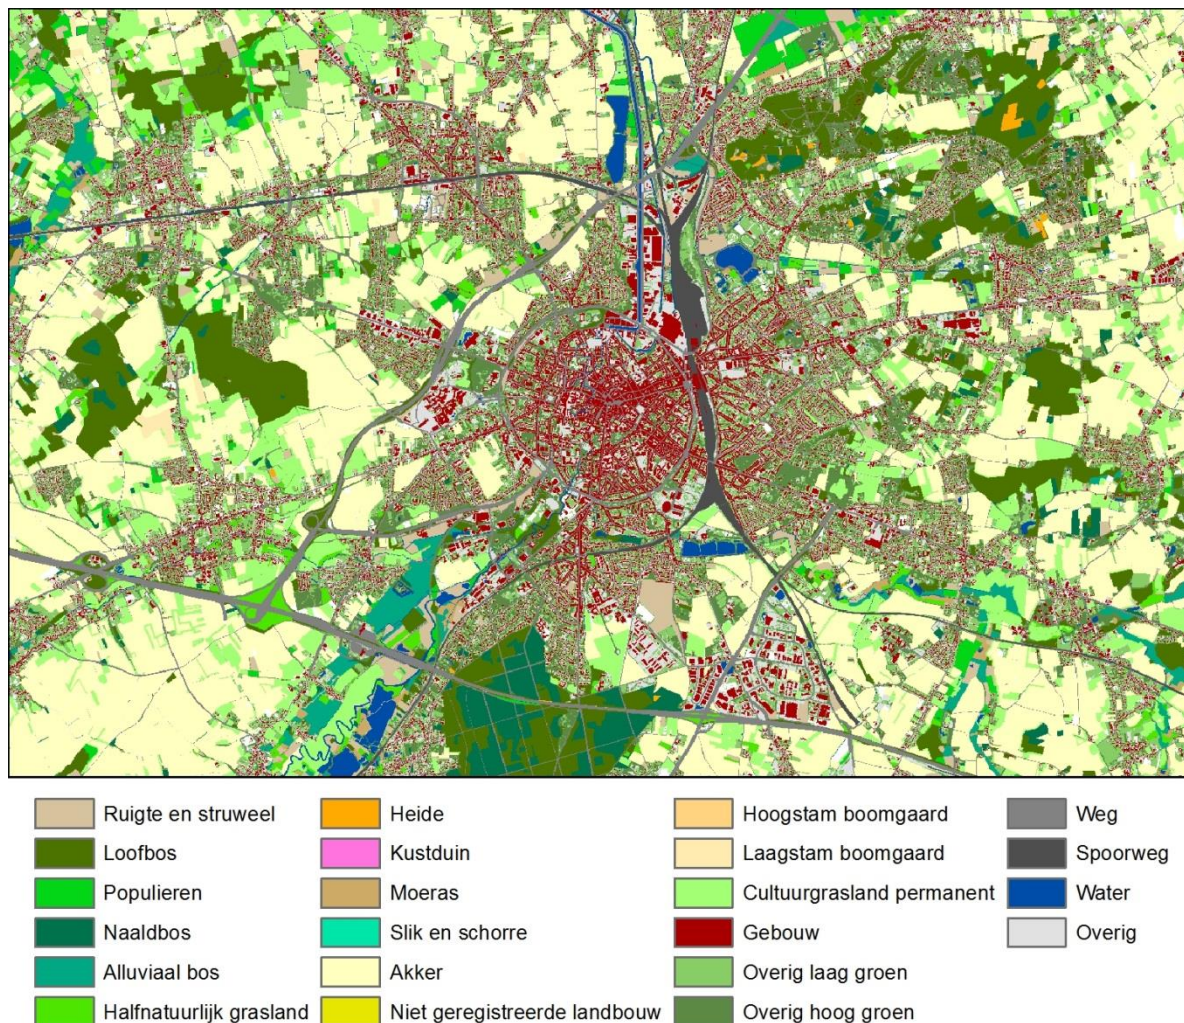 Ruigte en struweel
Loofbos
Populieren
Naaldbos
Alluviaal bos
Halfnatuurlijk grasland
Heide
Kustduin
Moeras
Slik en schorre
Akker
Niet geregistreerde landbouw
Hoogstam boomgaard
Laagstam boomgaard
Cultuurgrasland permanent
Gebouw
Overig laag groen
Overig hoog groen
Weg
Spoorweg
Water
Overig